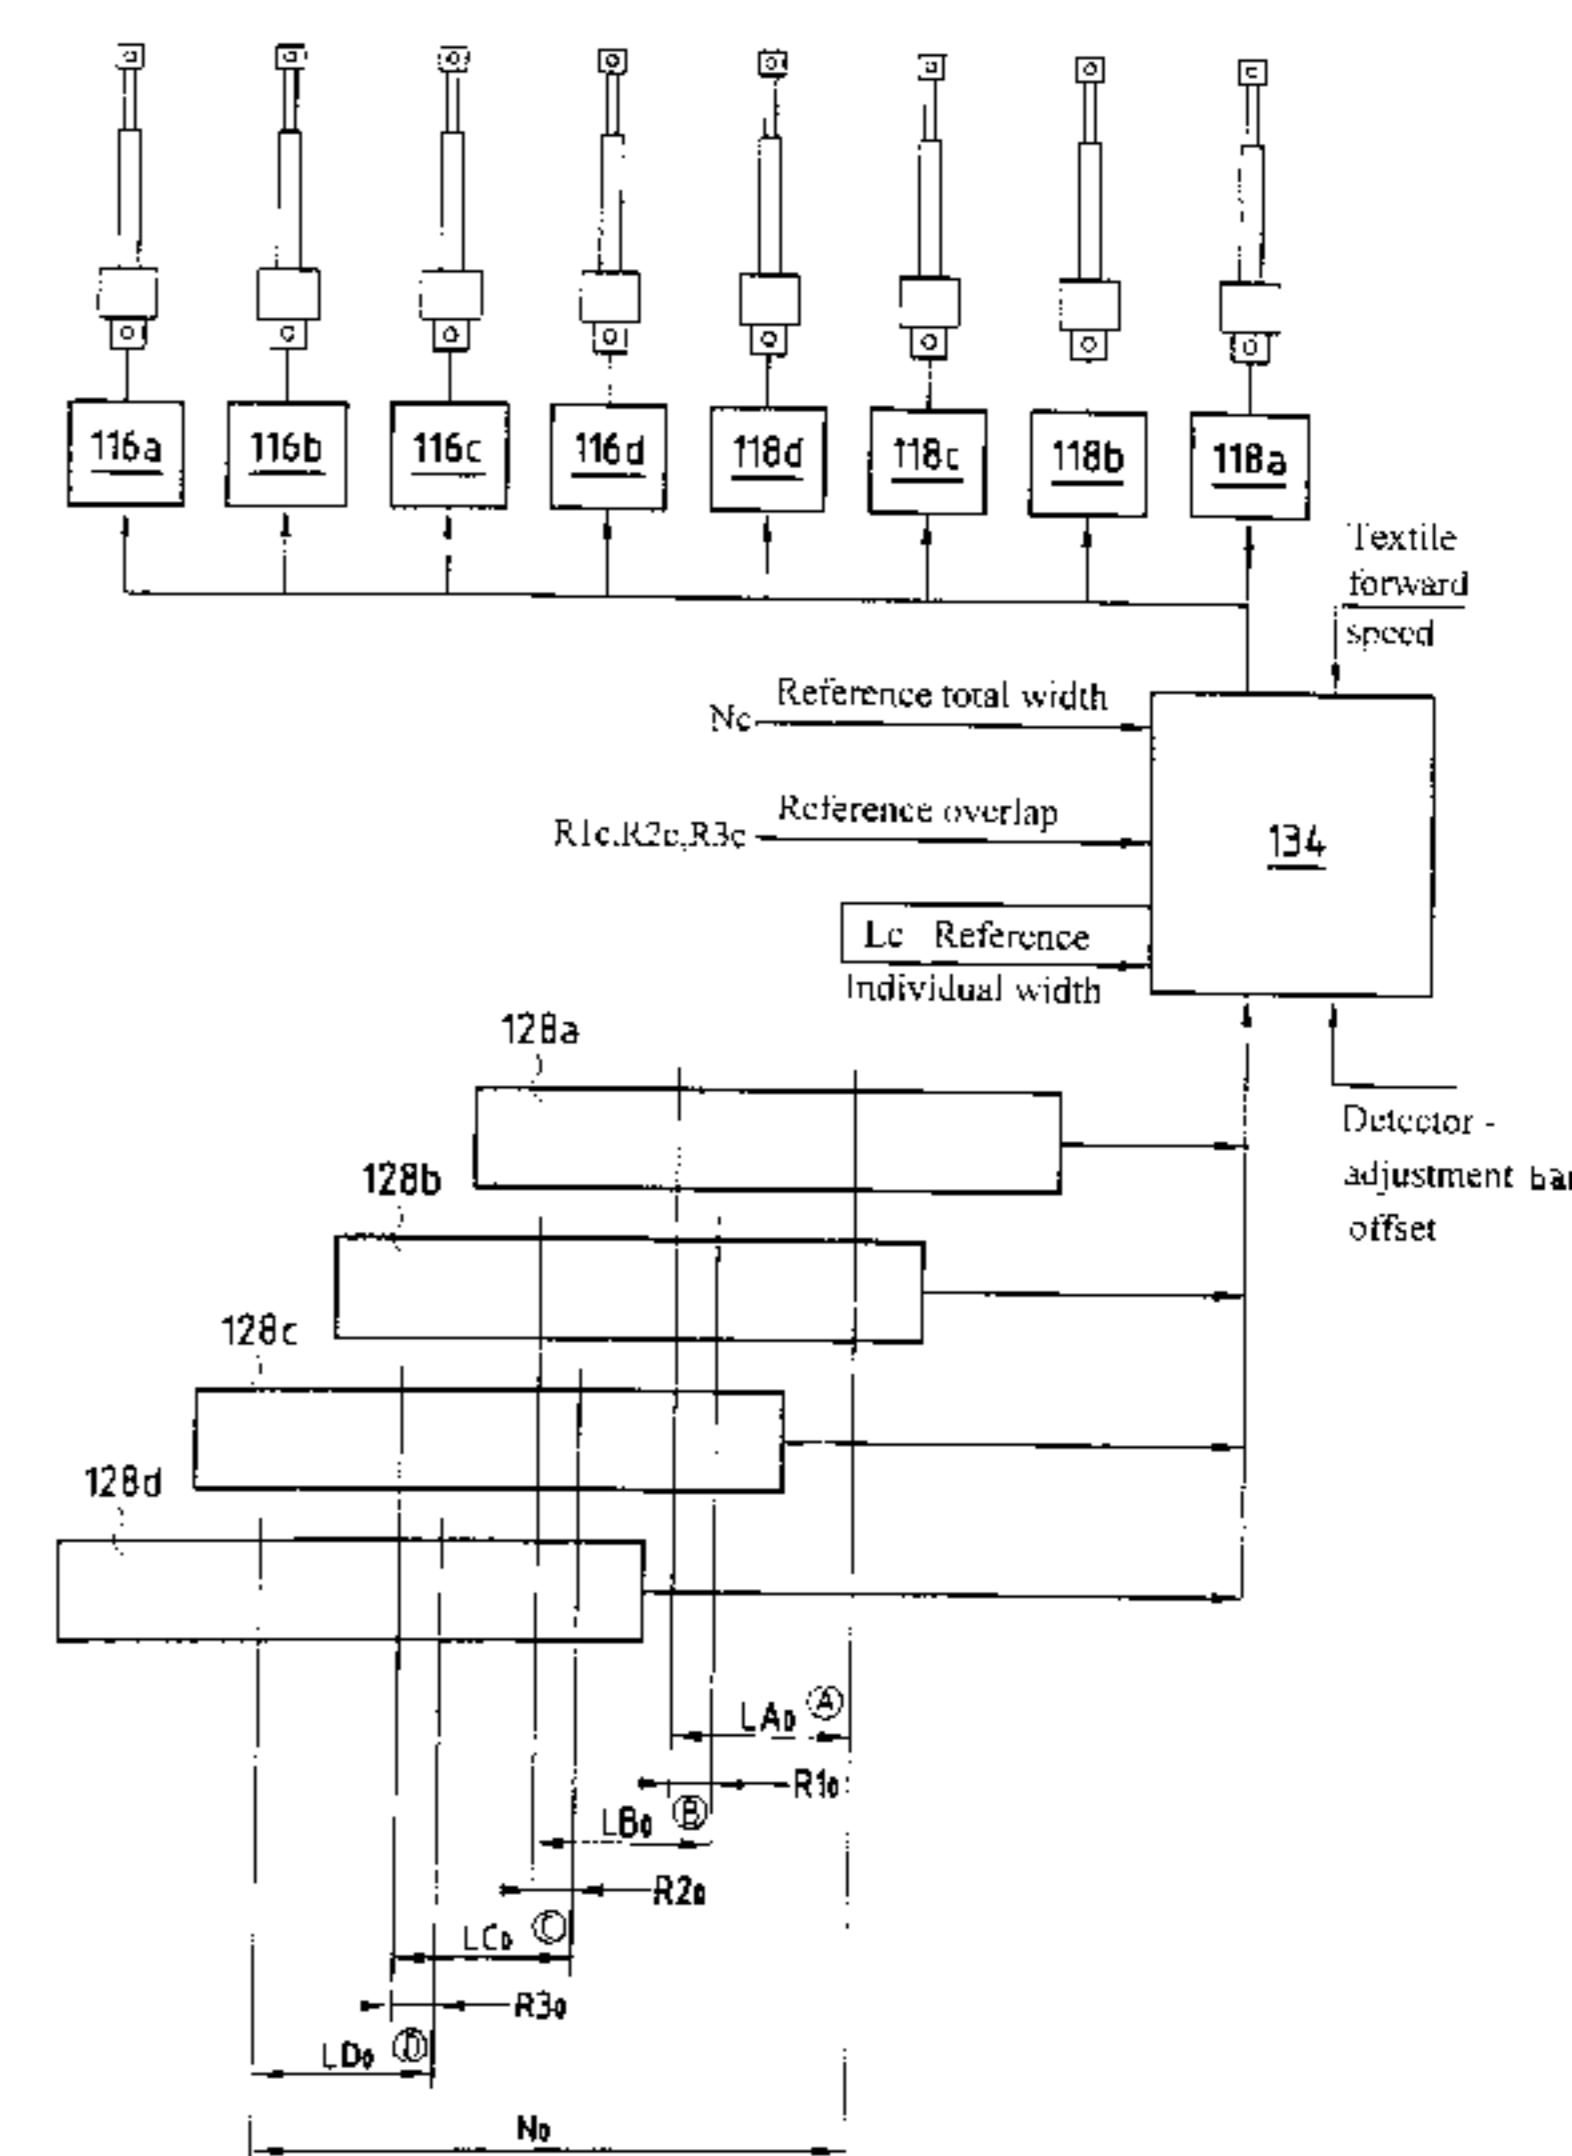 116a 116b 116c 116d 118d 118c 118b 118a
Textile
forward
speed
Reference total width
Nc
Reference overlap
R1c,R2c,R3c
134
Lc Reference
Individual width
128a
Detector -
adjustment bar
offset
128b
128c
128d
LA0 A
R10
LB0 B
R20
LC0 C
R30
LD0 D
N0